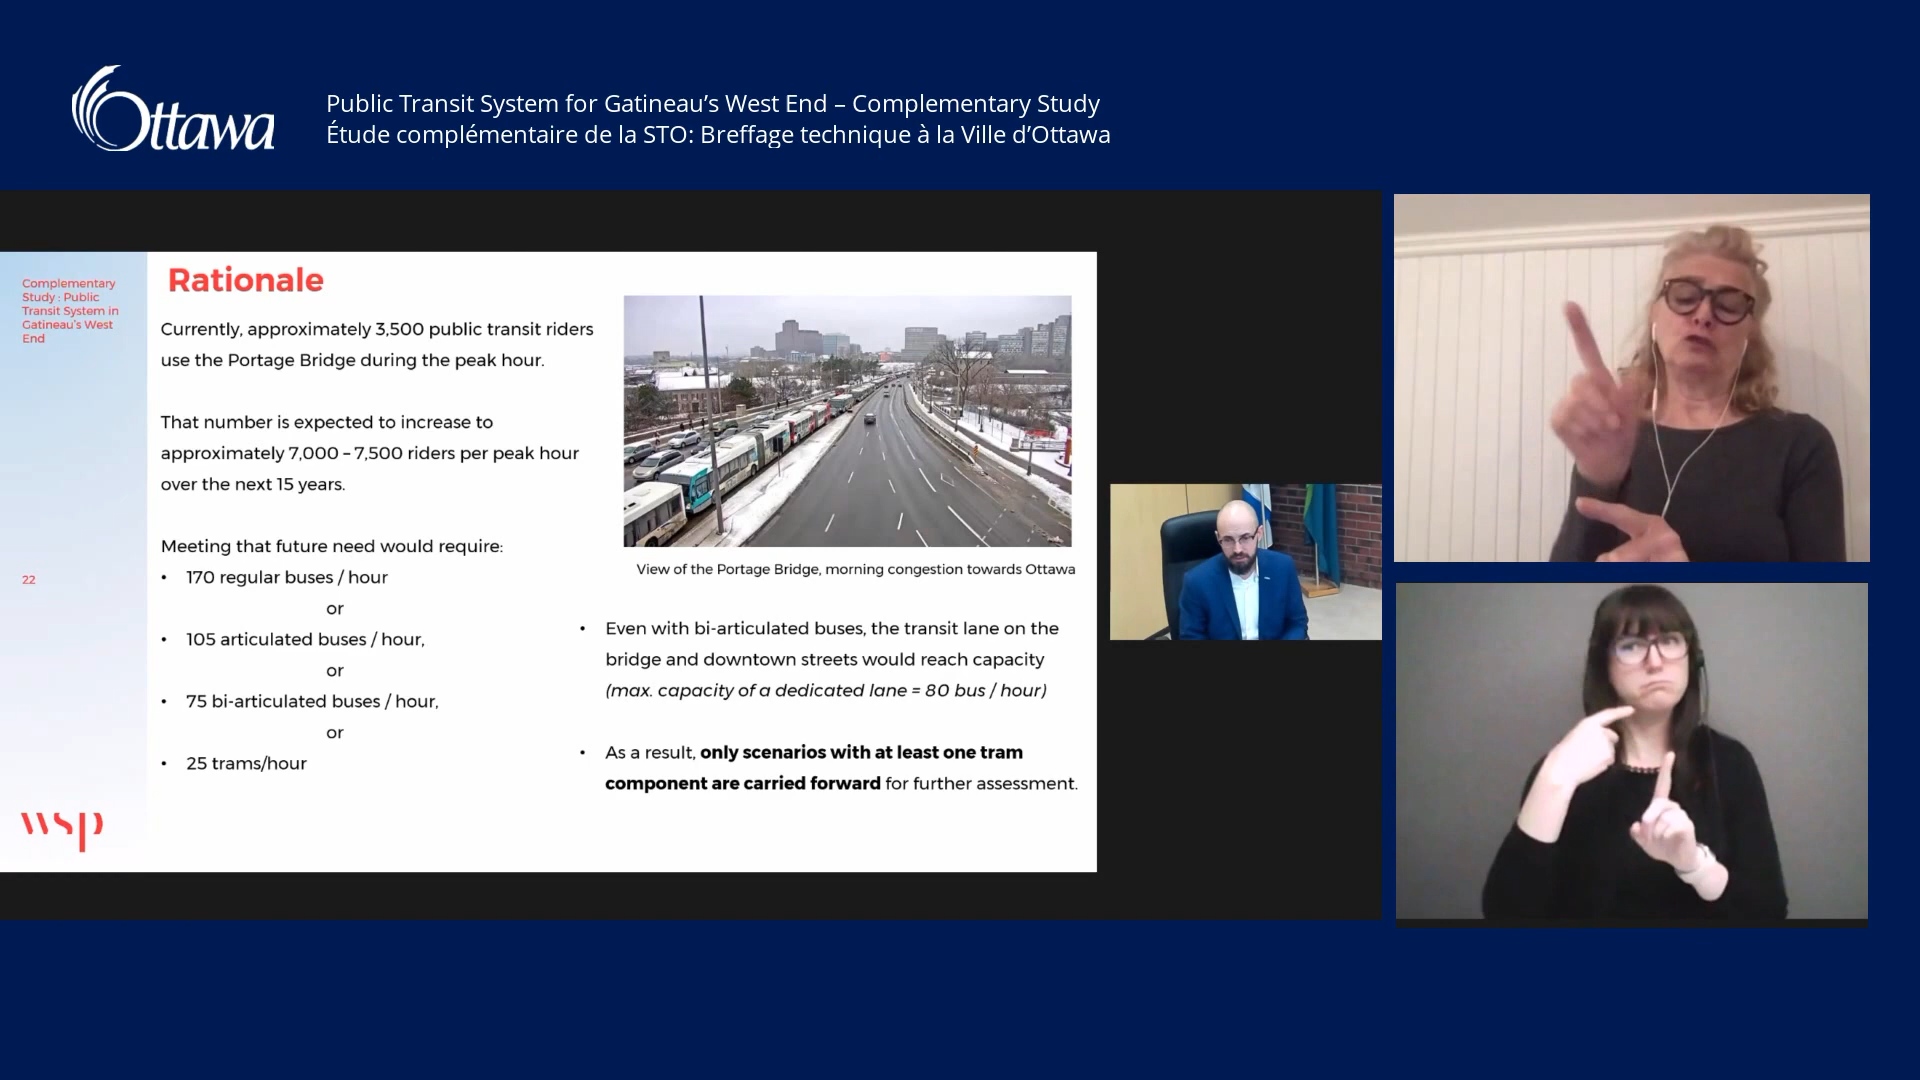 Ottawa
Public Transit System for Gatineau's West End – Complementary Study
Étude complémentaire de la STO: Breffage technique à la Ville d'Ottawa
Complementary
Study : Public
Transit System in
Gatineau's West
End
22
wsp
Rationale
Currently, approximately 3,500 public transit riders
use the Portage Bridge during the peak hour.
That number is expected to increase to
approximately 7,000 – 7,500 riders per peak hour
over the next 15 years.
Meeting that future need would require:
• 170 regular buses / hour
or
• 105 articulated buses / hour,
or
• 75 bi-articulated buses / hour,
or
• 25 trams/hour
View of the Portage Bridge, morning congestion towards Ottawa
• Even with bi-articulated buses, the transit lane on the
bridge and downtown streets would reach capacity
(max. capacity of a dedicated lane = 80 bus / hour)
• As a result, only scenarios with at least one tram
component are carried forward for further assessment.